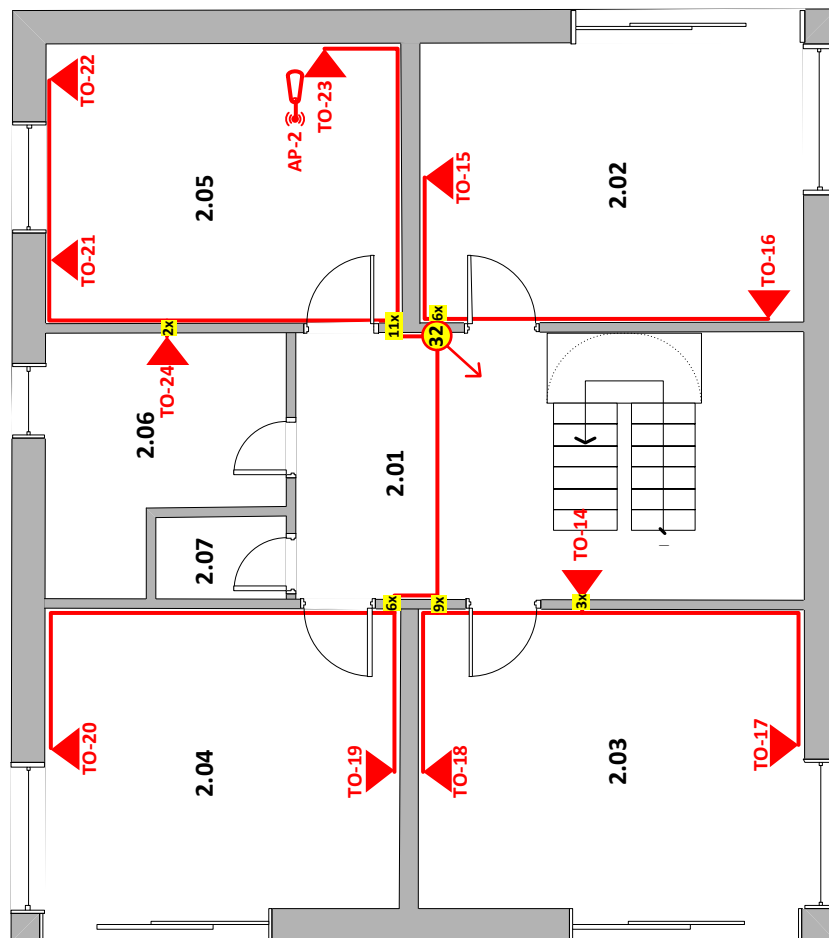 TO-22
TO-23
AP-2
TO-15
2.05
2.02
TO-21
TO-16
2x
11x
6x
32
TO-24
2.06
2.01
TO-14
2.07
6x
9x
3x
TO-20
TO-19
TO-18
TO-17
2.04
2.03